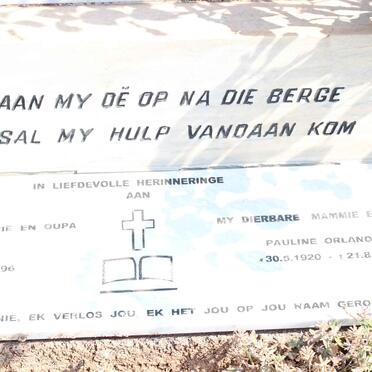 AAN MY OË OP NA DIE BERGE
SAL MY HULP VANDAAN KOM
IN LIEFDEVOLLE HERINNERINGE
AAN
IE EN OUPA
MY DIERBARE MAMMIE E
PAULINE ORLAND
96
*30.5.1920 - †21.8
NIE, EK VERLOS JOU, EK HET JOU OP JOU NAAM GERO